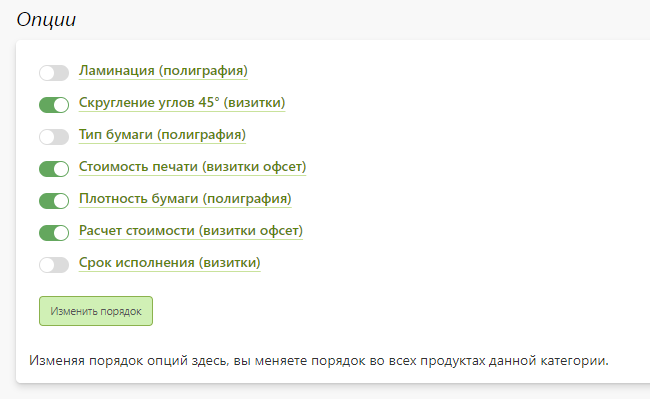 Опции
Ламинация (полиграфия)
Скругление углов 45° (визитки)
Тип бумаги (полиграфия)
Стоимость печати (визитки офсет)
Плотность бумаги (полиграфия)
Расчет стоимости (визитки офсет)
Срок исполнения (визитки)
Изменить порядок
Изменяя порядок опций здесь, вы меняете порядок во всех продуктах данной категории.